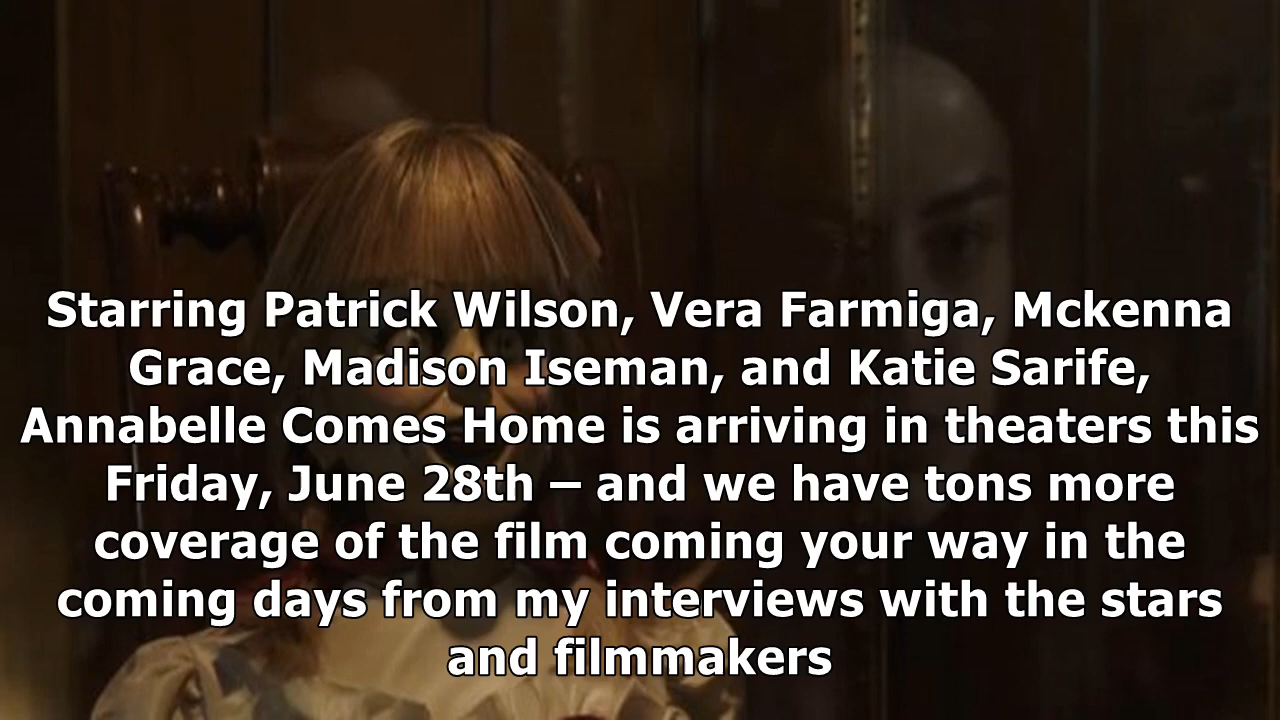 Starring Patrick Wilson, Vera Farmiga, Mckenna
Grace, Madison Iseman, and Katie Sarife,
Annabelle Comes Home is arriving in theaters this
Friday, June 28th – and we have tons more
coverage of the film coming your way in the
coming days from my interviews with the stars
and filmmakers